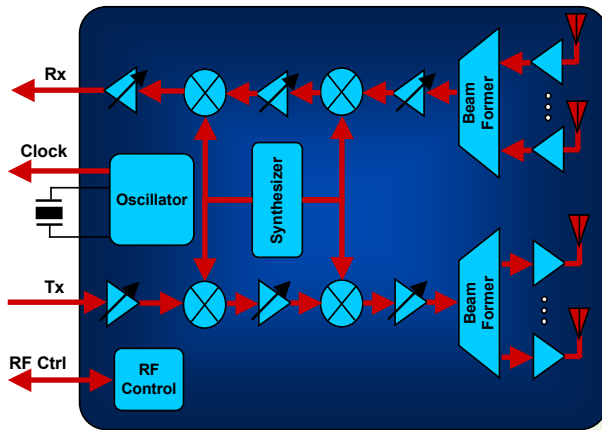 Rx
Beam
Former
Clock
Oscillator
Synthesizer
Tx
Beam
Former
RF Ctrl
RF
Control